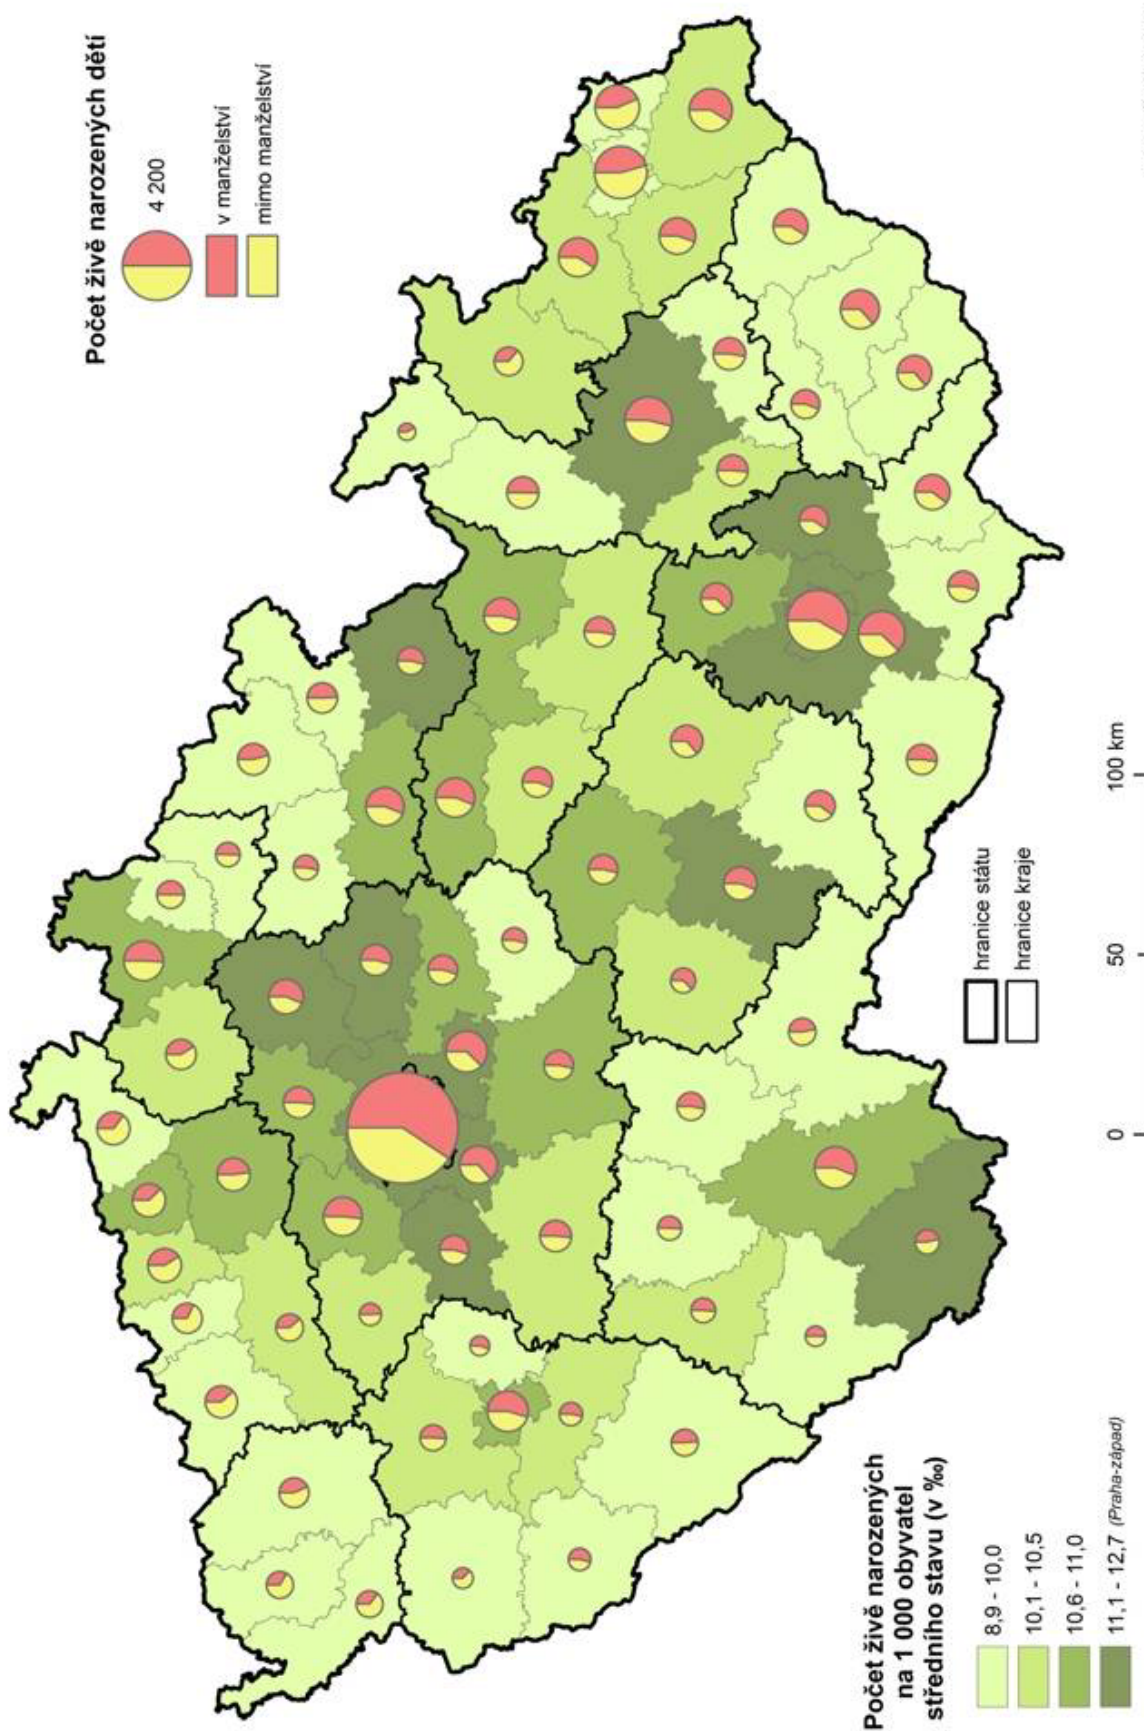 Počet živě narozených dětí
4 200
v manželství
mimo manželství
Počet živě narozených
na 1 000 obyvatel
středního stavu (v ‰)
8,9 - 10,0
10,1 - 10,5
10,6 - 11,0
11,1 - 12,7 (Praha-západ)
hranice státu
hranice kraje
0 50 100 km